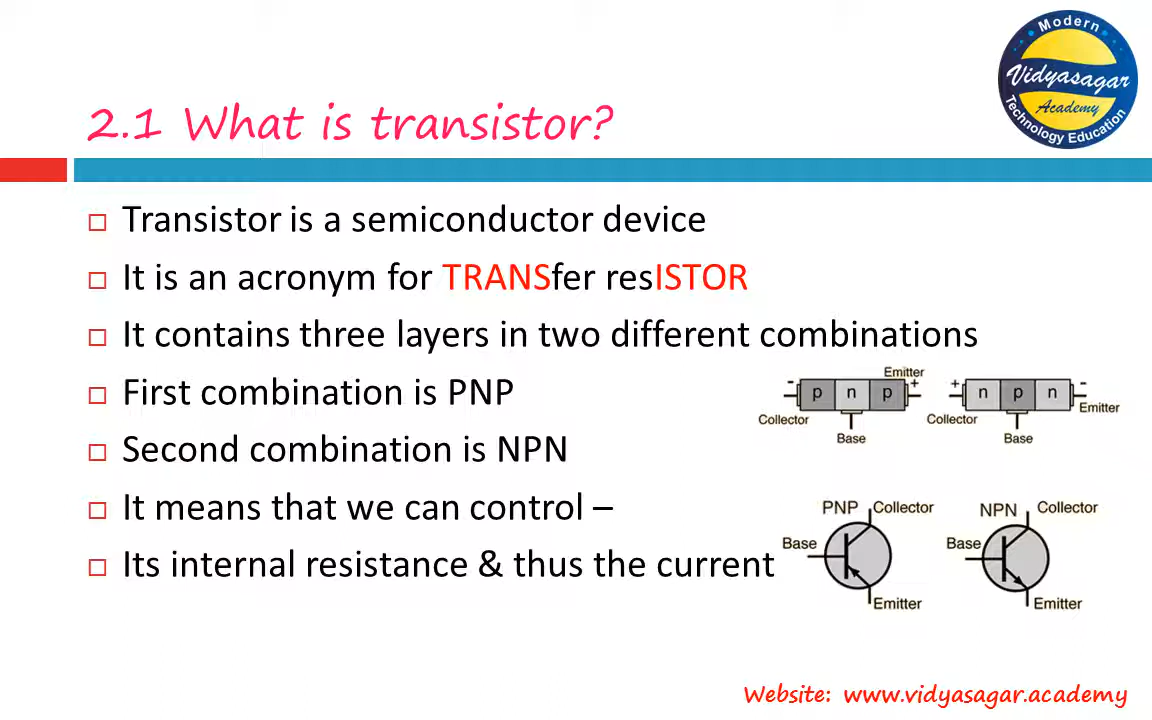 Modern
Vidyasagar
Academy
Technology Education
2.1 What is transistor?
Transistor is a semiconductor device
It is an acronym for TRANSfer resISTOR
It contains three layers in two different combinations
First combination is PNP
Second combination is NPN
It means that we can control –
Its internal resistance & thus the current
Emitter
- p n p +
Collector
Base
+ n p n -
Collector
Emitter
Base
PNP Collector
Base
Emitter
NPN Collector
Base
Emitter
Website: www.vidyasagar.academy